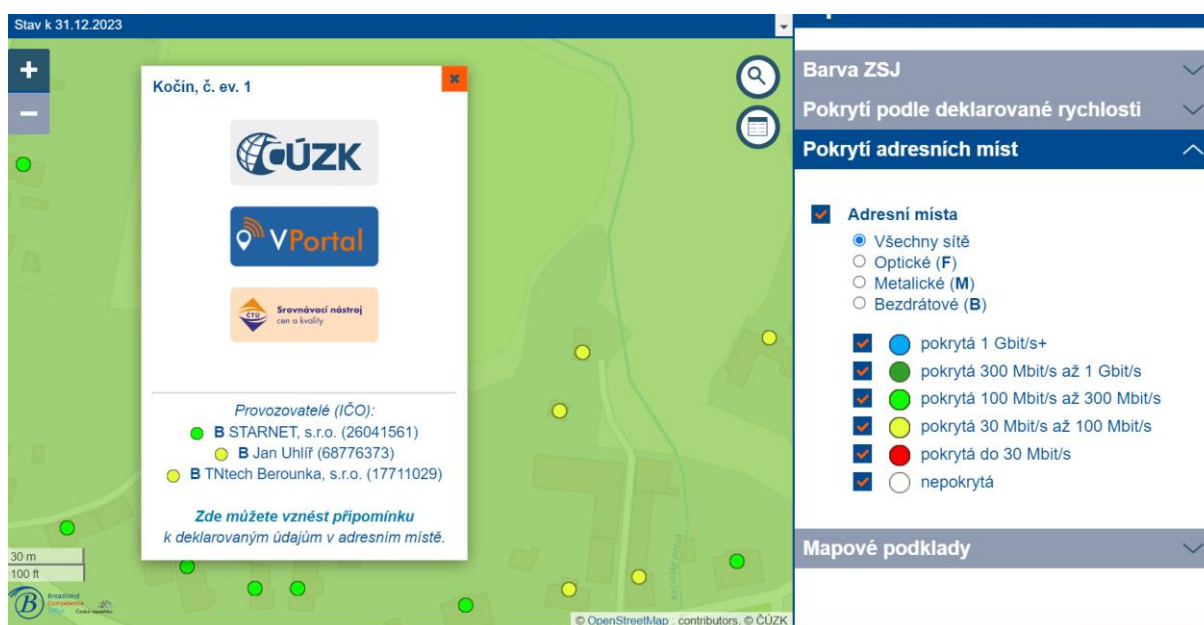 Stav k 31.12.2023
+
−
Kočín, č. ev. 1
ČÚZK
VPortal
ČTÚ
Srovnávací nástroj
cen a kvality
Provozovatelé (IČO):
B STARNET, s.r.o. (26041561)
B Jan Uhlíř (68776373)
B TNtech Berounka, s.r.o. (17711029)
Zde můžete vznést připomínku
k deklarovaným údajům v adresním místě.
30 m
100 ft
B Broadband
Competence
Office Česká republika
© OpenStreetMap : contributors, © ČÚZK
Barva ZSJ
Pokrytí podle deklarované rychlosti
Pokrytí adresních míst
Adresní místa
Všechny sítě
Optické (F)
Metalické (M)
Bezdrátové (B)
pokrytá 1 Gbit/s+
pokrytá 300 Mbit/s až 1 Gbit/s
pokrytá 100 Mbit/s až 300 Mbit/s
pokrytá 30 Mbit/s až 100 Mbit/s
pokrytá do 30 Mbit/s
nepokrytá
Mapové podklady